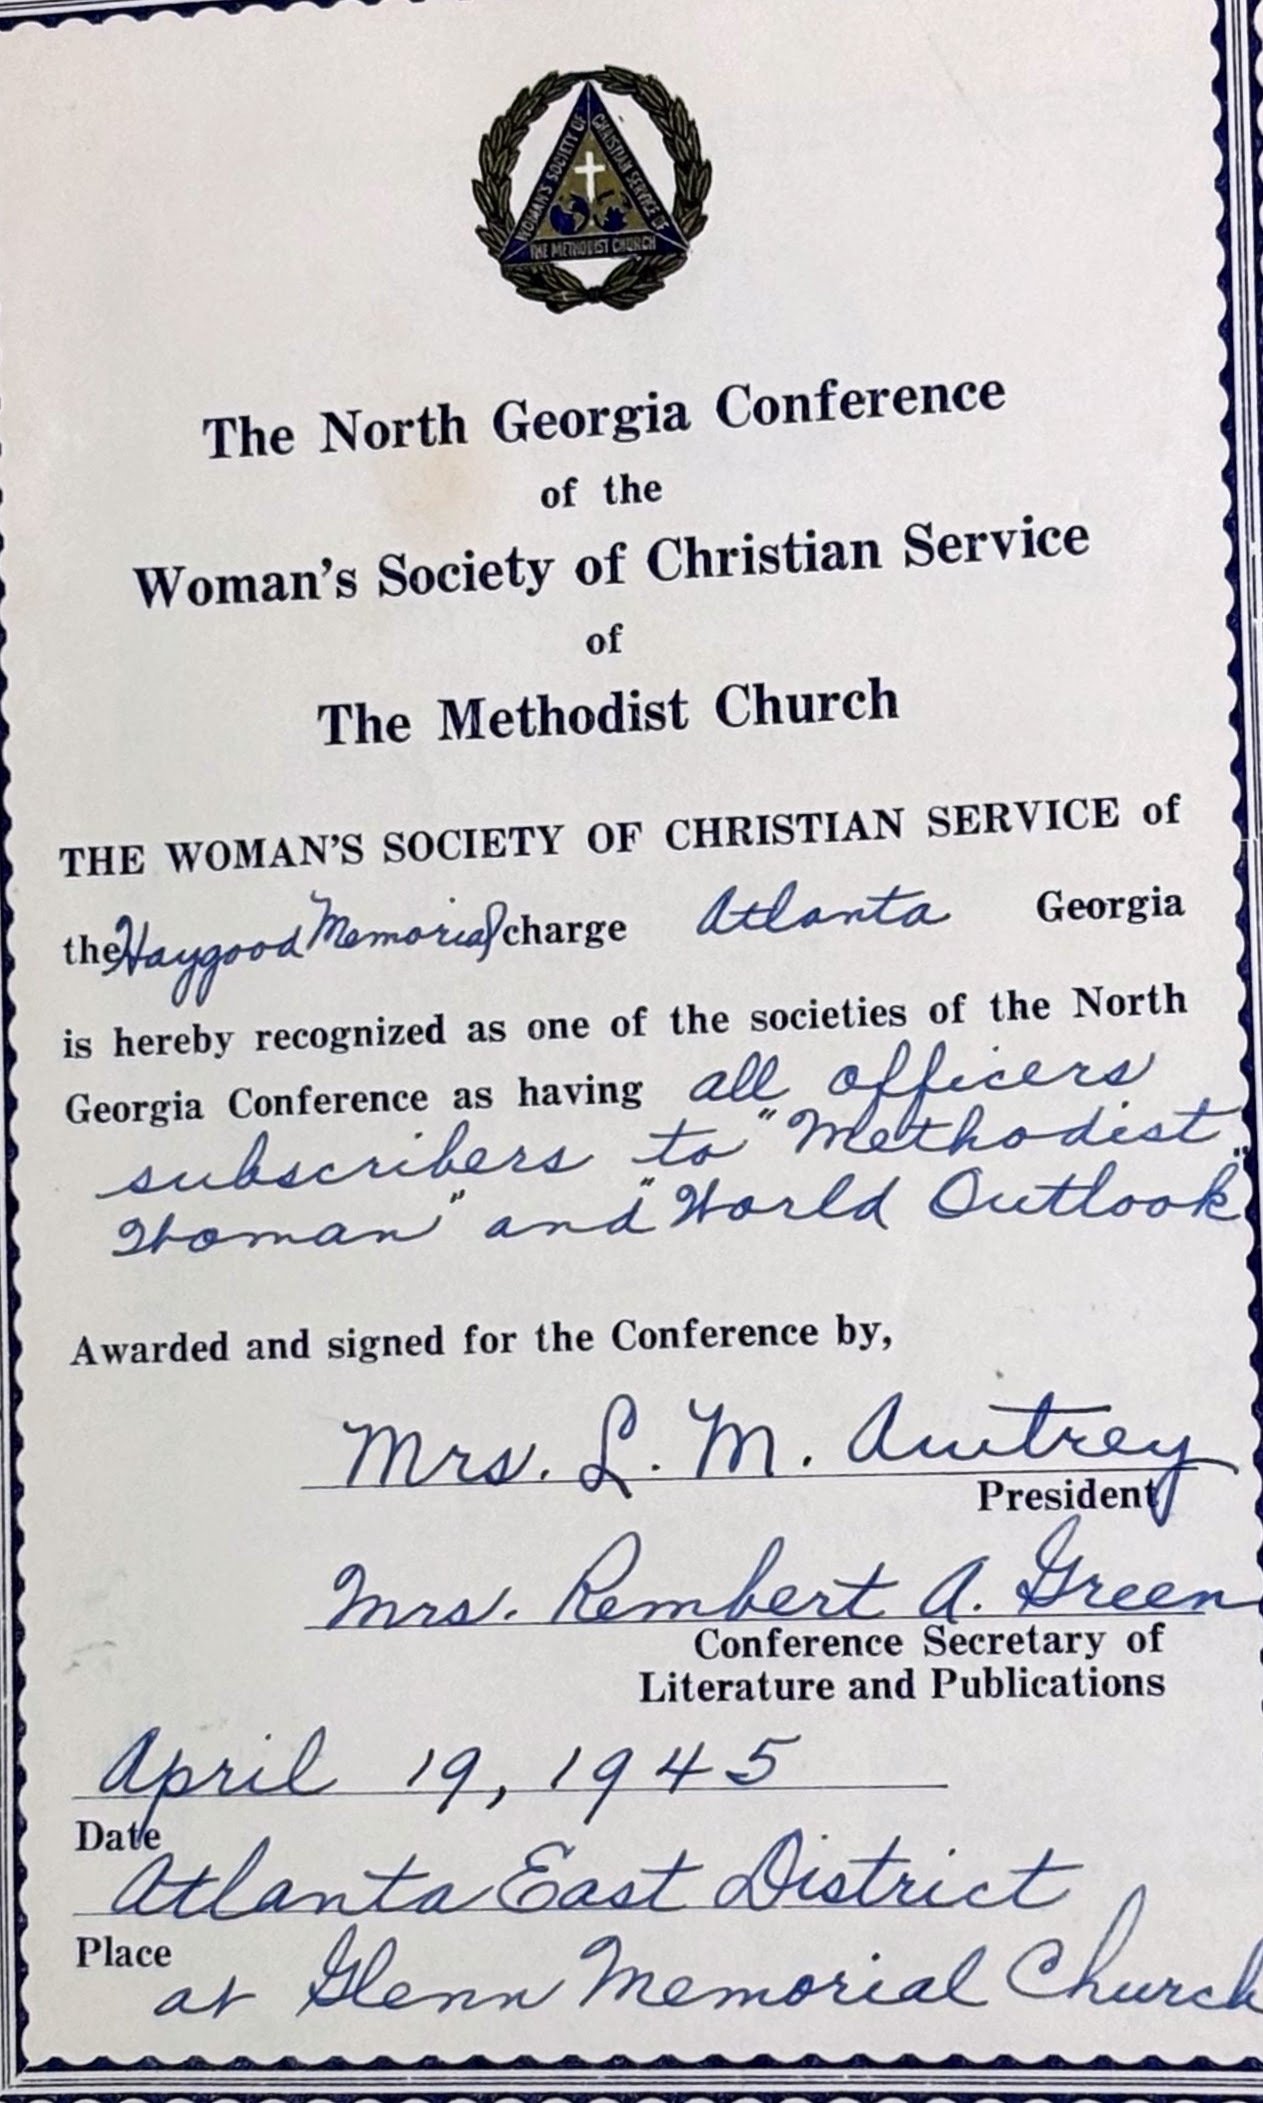 WOMAN'S SOCIETY OF CHRISTIAN SERVICE OF
THE METHODIST CHURCH
The North Georgia Conference
of the
Woman's Society of Christian Service
of
The Methodist Church
THE WOMAN'S SOCIETY OF CHRISTIAN SERVICE of
the Haygood Memorial charge Atlanta Georgia
is hereby recognized as one of the societies of the North
Georgia Conference as having all officers
subscribers to "Methodist
Woman" and "World Outlook"
Awarded and signed for the Conference by,
Mrs. L. M. Awtrey
President
Mrs. Rembert A. Green
Conference Secretary of
Literature and Publications
April 19, 1945
Date
Atlanta East District
Place
at Glenn Memorial Church